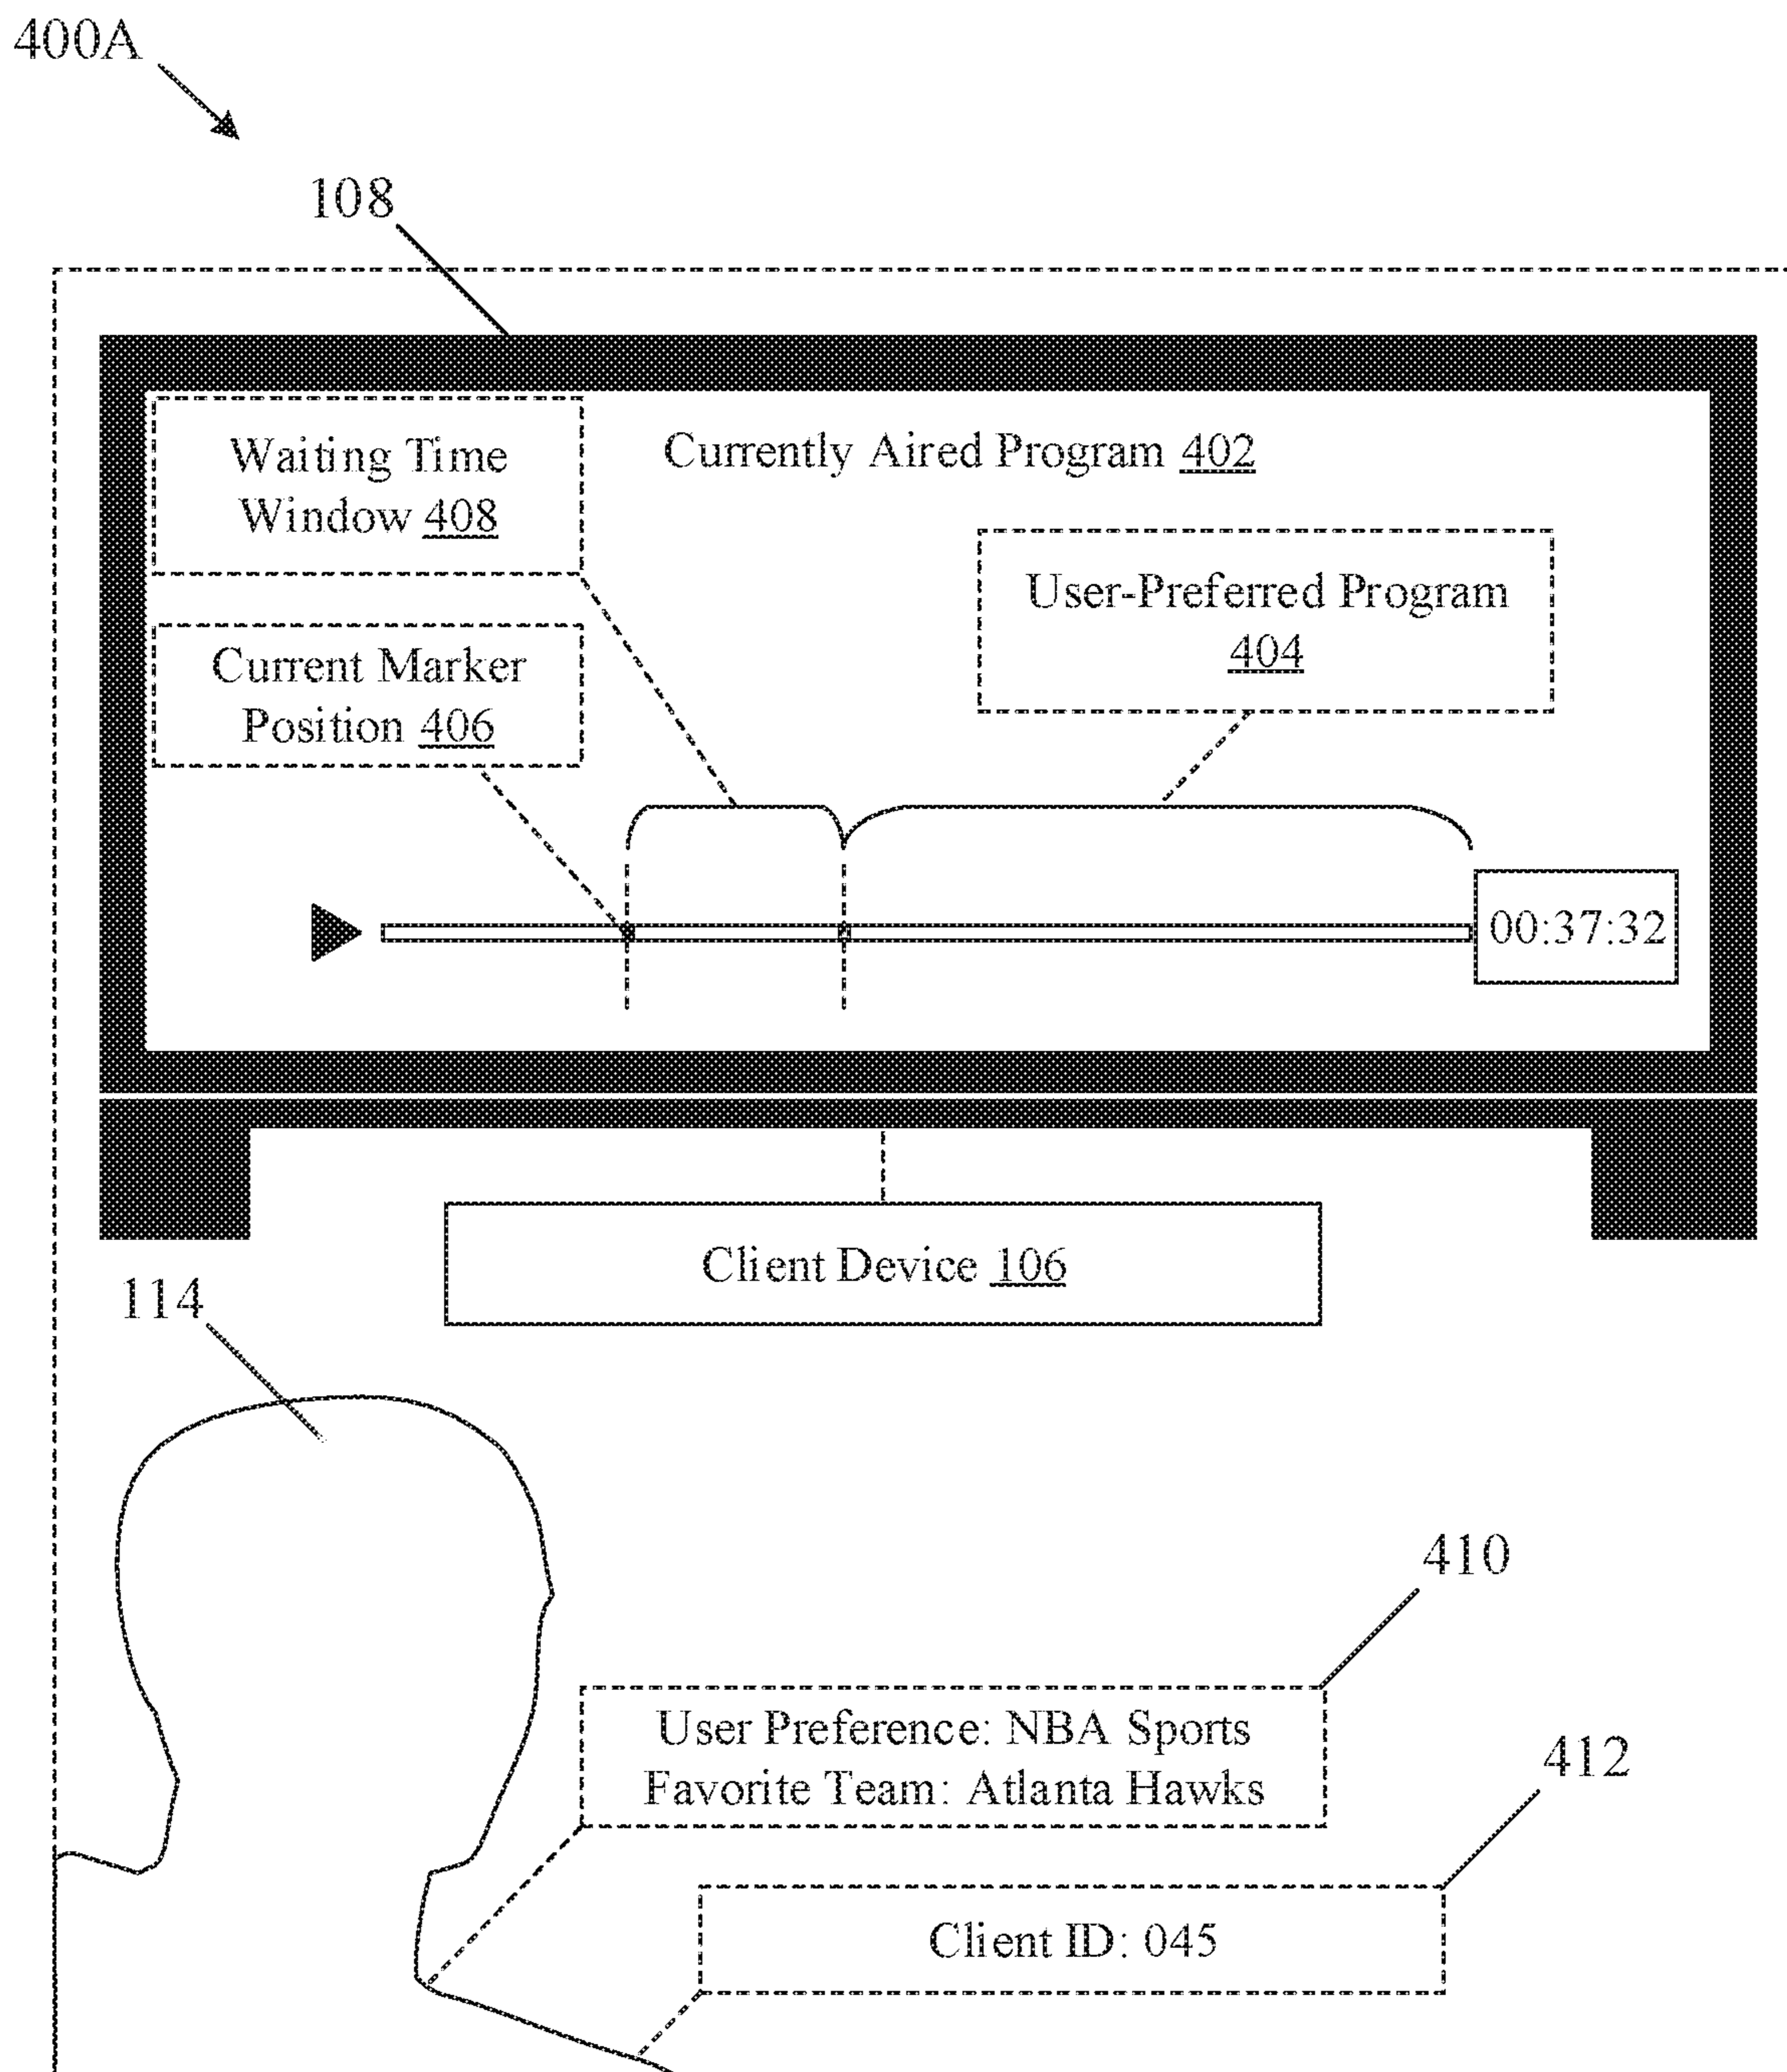 400A
108
Waiting Time
Window 408
Currently Aired Program 402
User-Preferred Program
404
Current Marker
Position 406
00:37:32
Client Device 106
114
410
User Preference: NBA Sports
Favorite Team: Atlanta Hawks
412
Client ID: 045